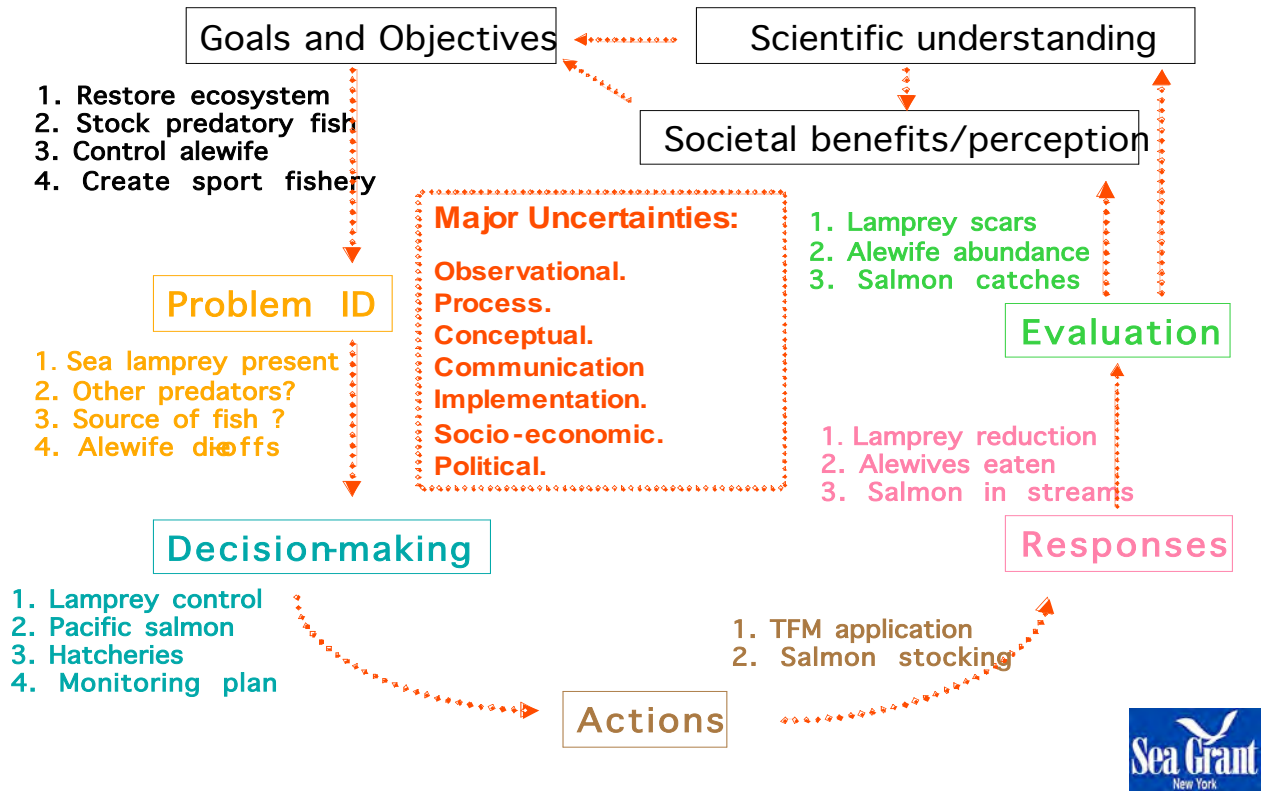 Goals and Objectives
Scientific understanding
1. Restore ecosystem
2. Stock predatory fish
3. Control alewife
4. Create sport fishery
Societal benefits/perception
Major Uncertainties:
Observational.
Process.
Conceptual.
Communication
Implementation.
Socio-economic.
Political.
1. Lamprey scars
2. Alewife abundance
3. Salmon catches
Problem ID
Evaluation
1. Sea lamprey present
2. Other predators?
3. Source of fish ?
4. Alewife die-offs
1. Lamprey reduction
2. Alewives eaten
3. Salmon in streams
Decision-making
Responses
1. Lamprey control
2. Pacific salmon
3. Hatcheries
4. Monitoring plan
1. TFM application
2. Salmon stocking
Actions
Sea Grant
New York